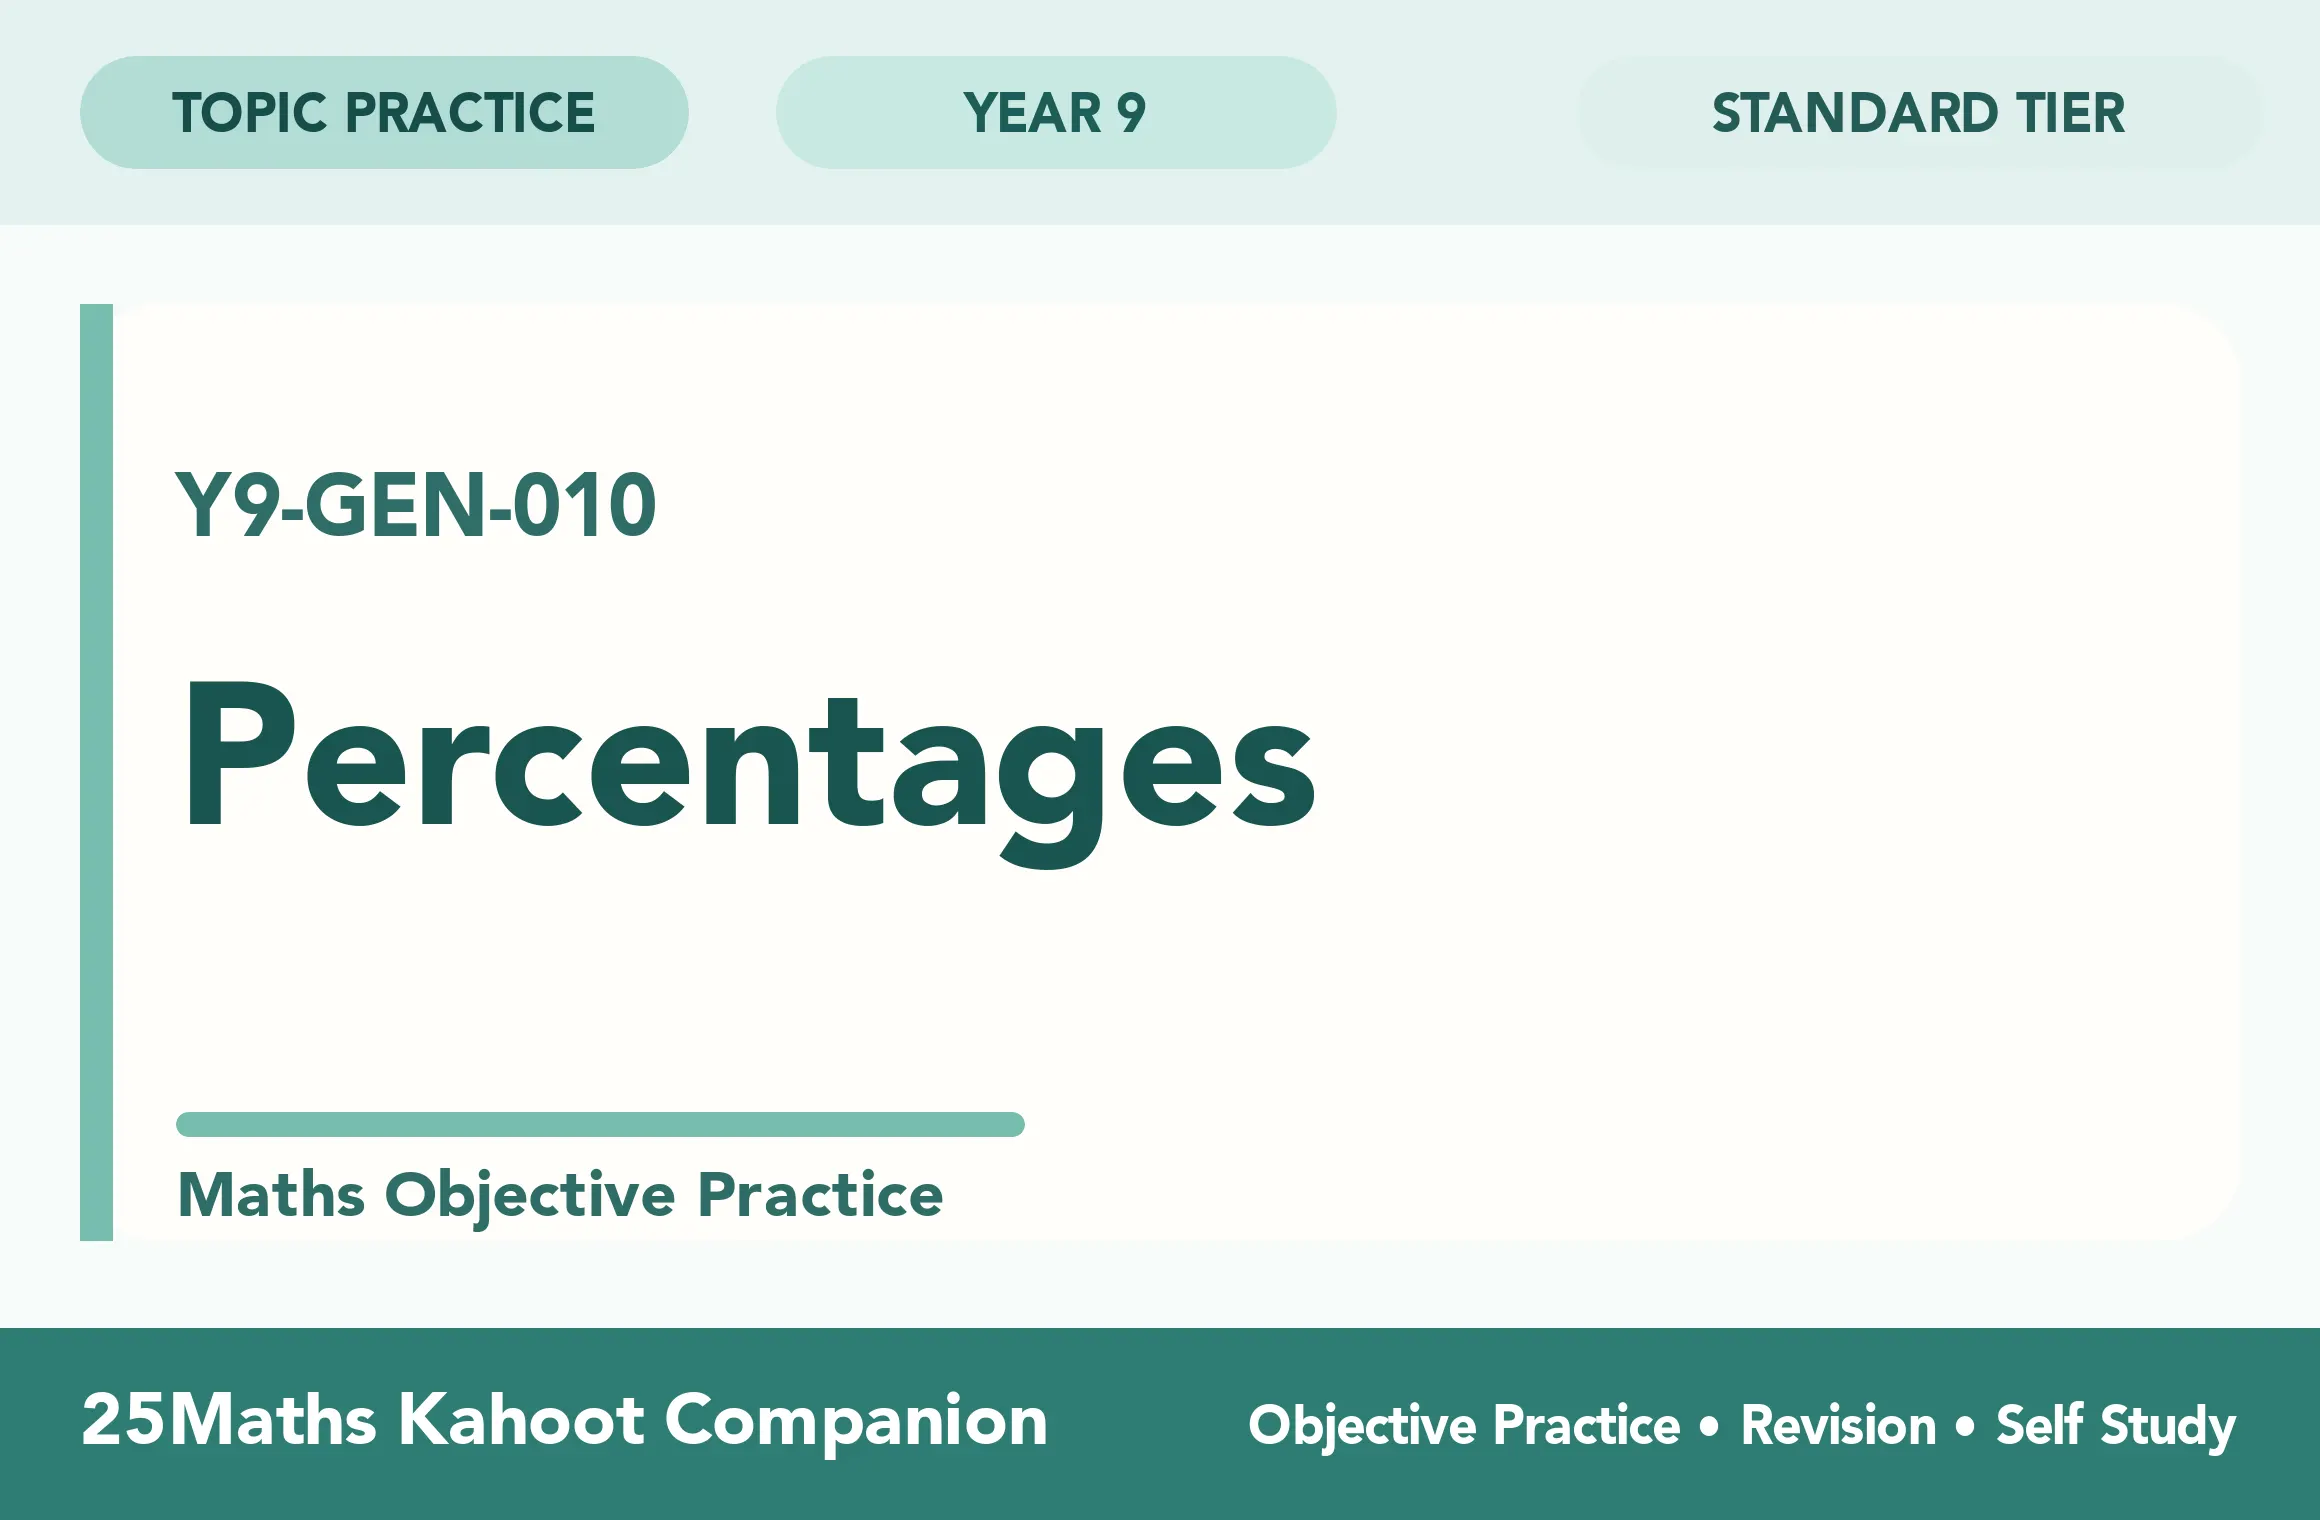 TOPIC PRACTICE
YEAR 9
STANDARD TIER
Y9-GEN-010
Percentages
Maths Objective Practice
25Maths Kahoot Companion
Objective Practice • Revision • Self Study